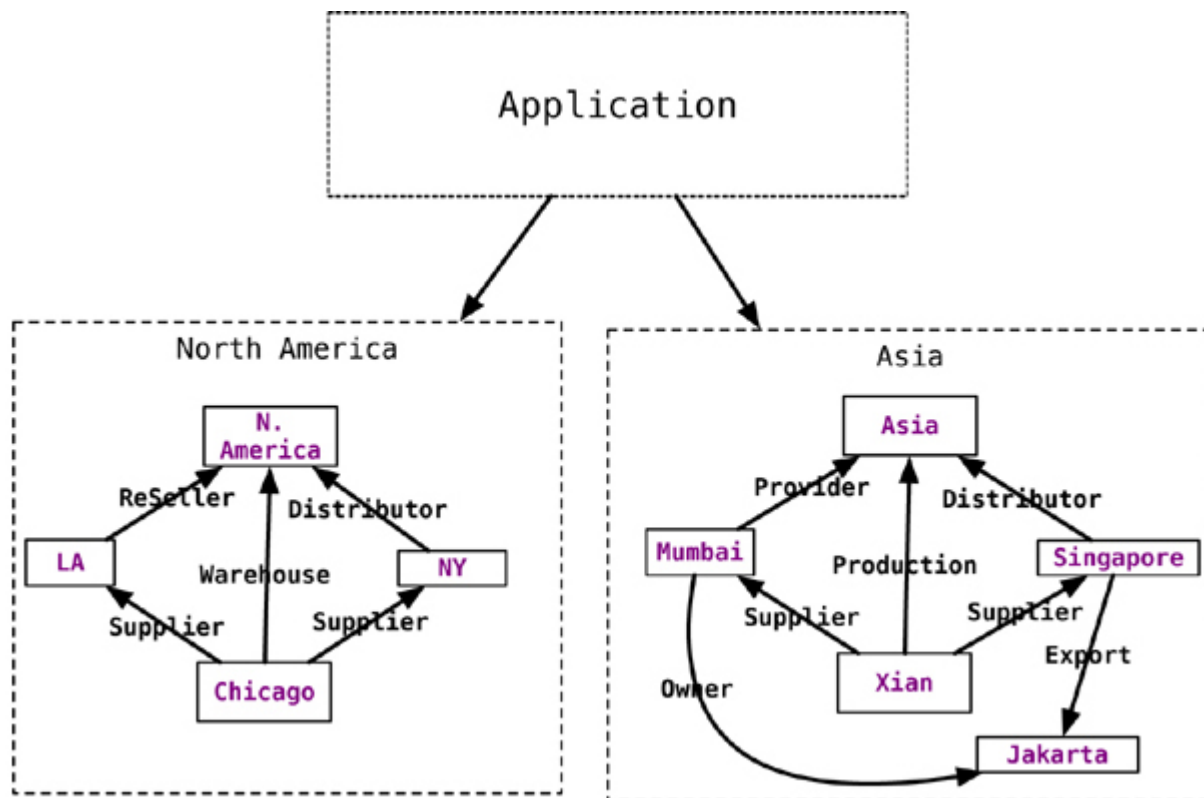 Application
North America
N.
America
ReSeller
Distributor
LA
NY
Warehouse
Supplier
Supplier
Chicago
Asia
Asia
Provider
Distributor
Mumbai
Singapore
Production
Supplier
Supplier
Export
Owner
Xian
Jakarta